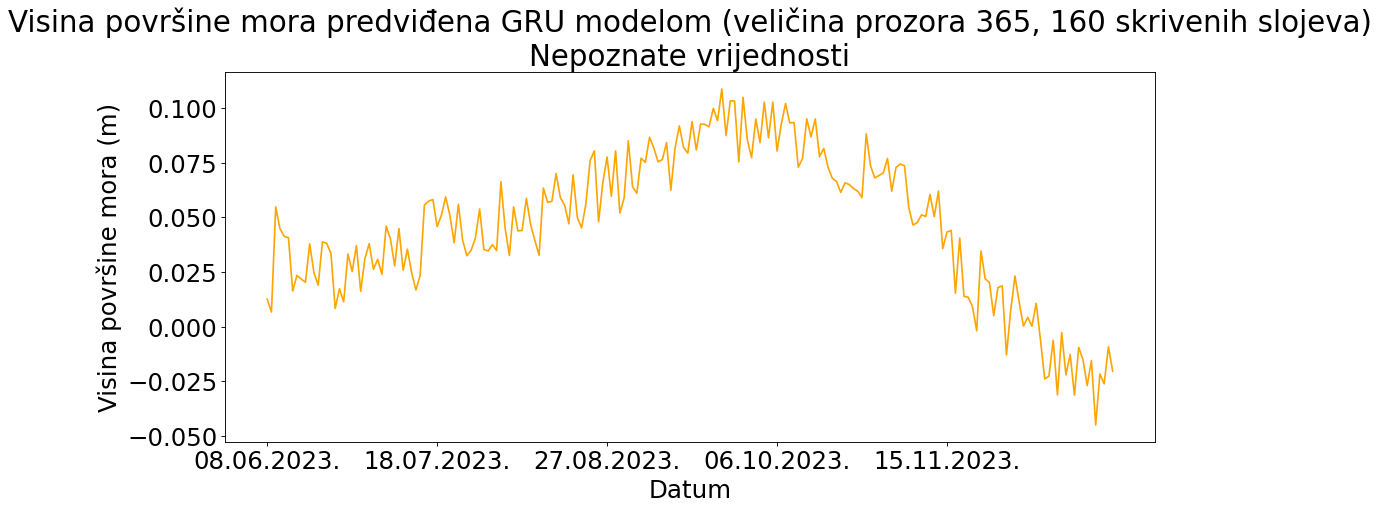 Visina površine mora predviđena GRU modelom (veličina prozora 365, 160 skrivenih slojeva)
Nepoznate vrijednosti
Visina površine mora (m)
0.100
0.075
0.050
0.025
0.000
−0.025
−0.050
08.06.2023. 18.07.2023. 27.08.2023. 06.10.2023. 15.11.2023.
Datum